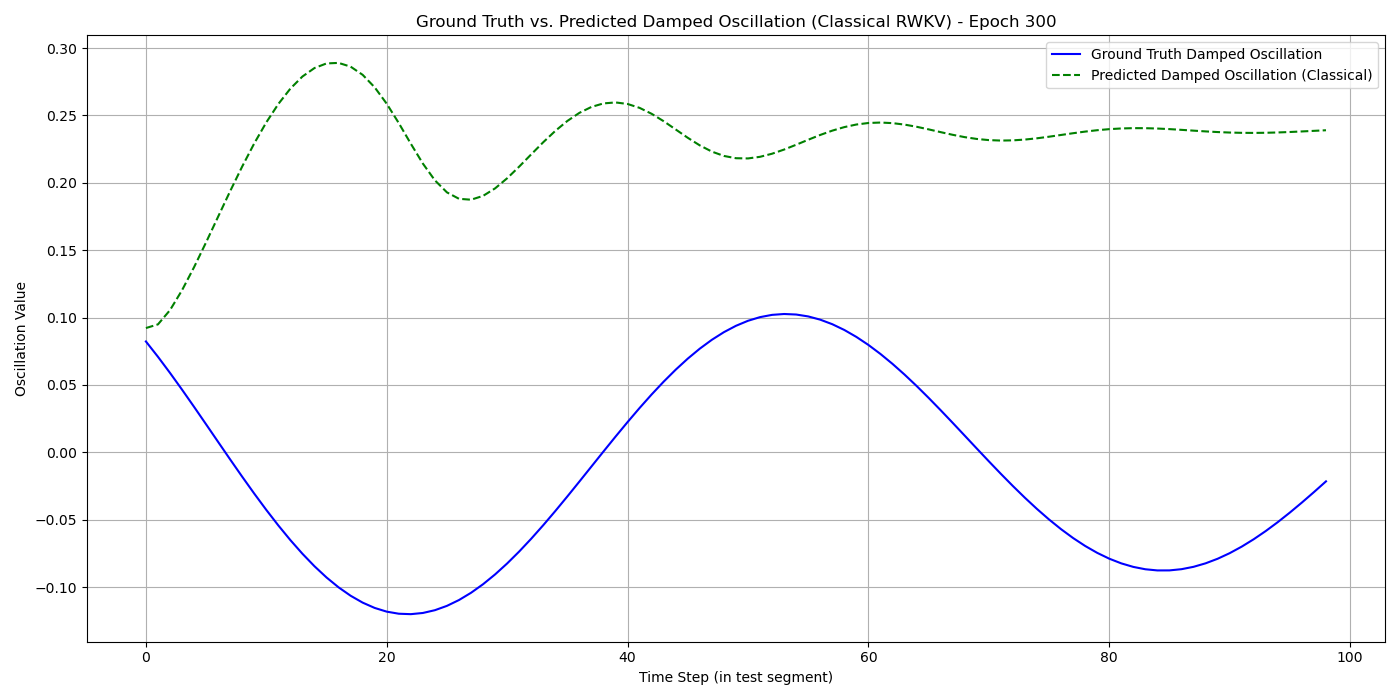 Ground Truth vs. Predicted Damped Oscillation (Classical RWKV) - Epoch 300
Ground Truth Damped Oscillation
Predicted Damped Oscillation (Classical)
Oscillation Value
0.30
0.25
0.20
0.15
0.10
0.05
0.00
−0.05
−0.10
0 20 40 60 80 100
Time Step (in test segment)